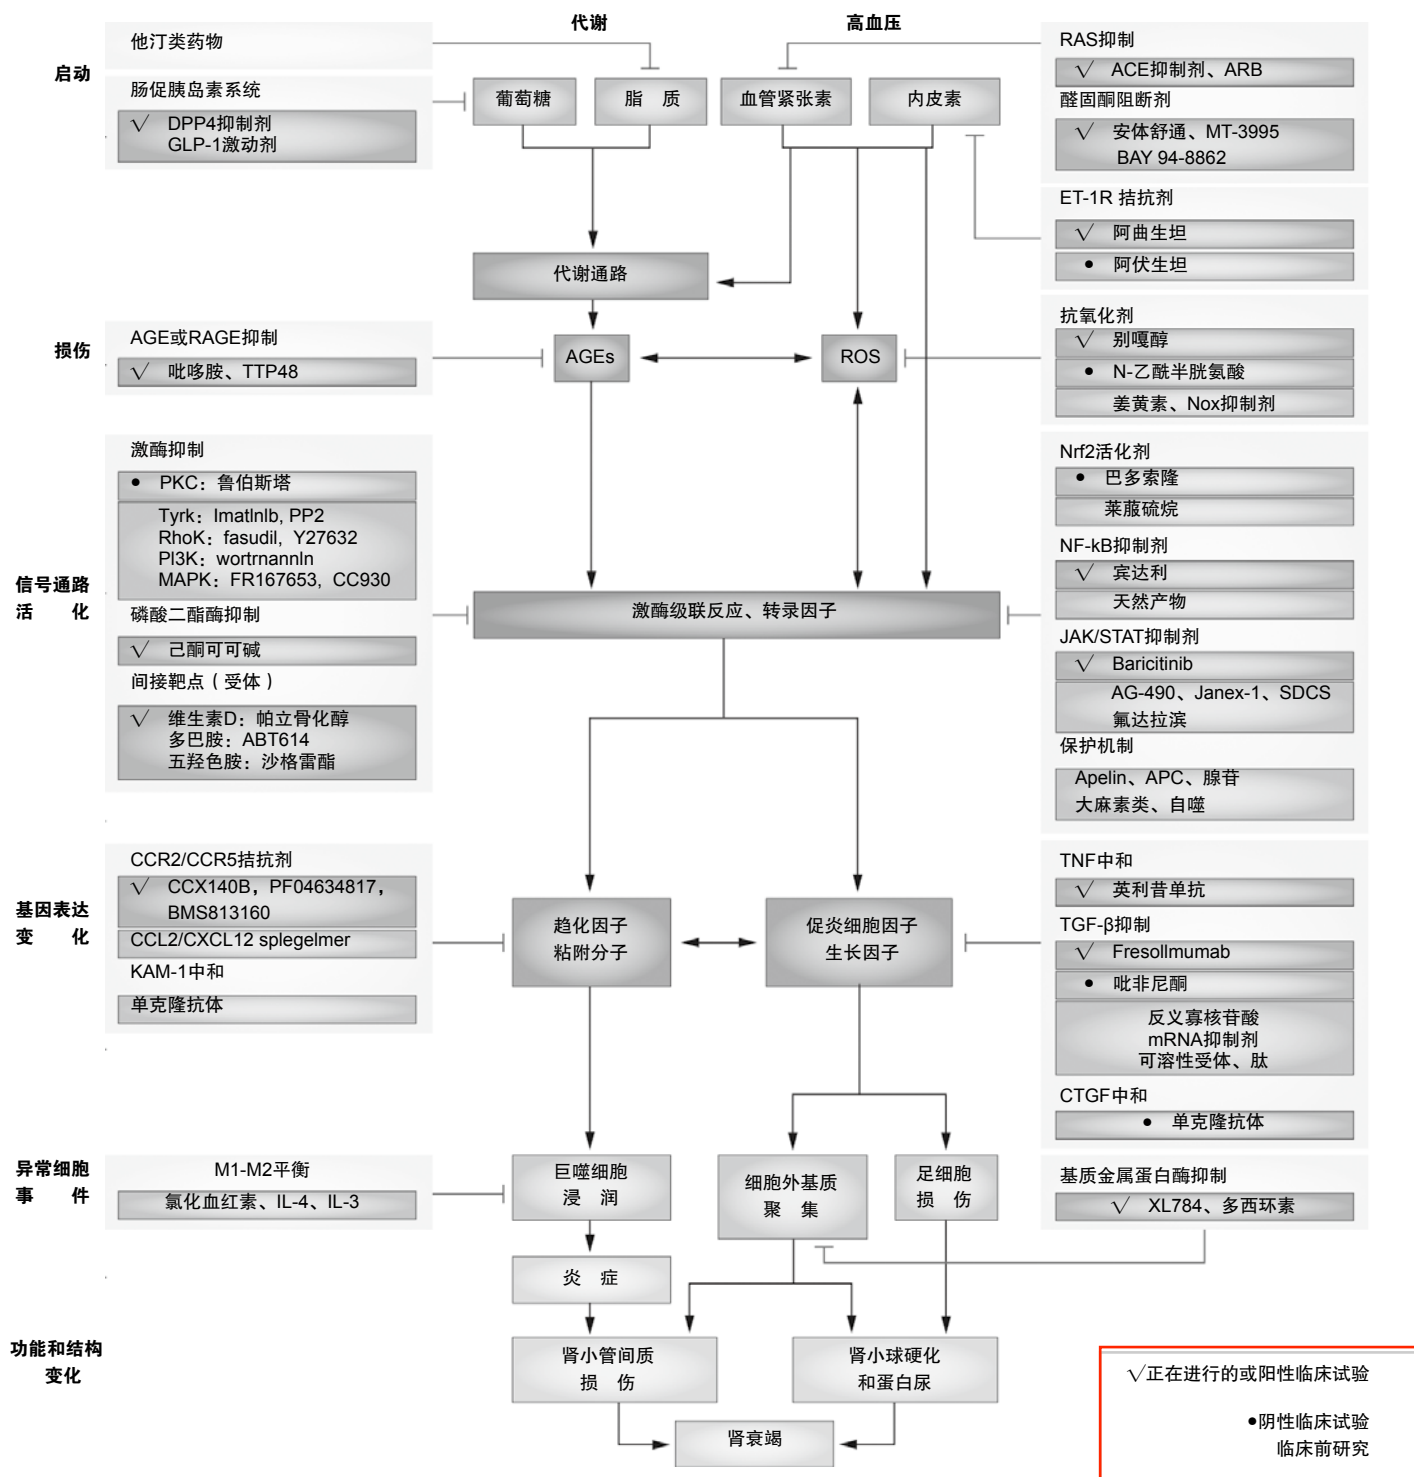 代谢
高血压
启动
他汀类药物
肠促胰岛素系统
√ DPP4抑制剂
GLP-1激动剂
葡萄糖
脂 质
血管紧张素
内皮素
RAS抑制
√ ACE抑制剂、ARB
醛固酮阻断剂
√ 安体舒通、MT-3995
BAY 94-8862
ET-1R 拮抗剂
√ 阿曲生坦
• 阿伏生坦
代谢通路
损伤
AGE或RAGE抑制
√ 吡哆胺、TTP48
AGEs
ROS
抗氧化剂
√ 别嘎醇
• N-乙酰半胱氨酸
姜黄素、Nox抑制剂
信号通路
活 化
激酶抑制
• PKC：鲁伯斯塔
Tyrk：lmatlnlb, PP2
RhoK：fasudil, Y27632
PI3K：wortrnannln
MAPK：FR167653, CC930
磷酸二酯酶抑制
√ 己酮可可碱
间接靶点（受体）
√ 维生素D：帕立骨化醇
多巴胺：ABT614
五羟色胺：沙格雷酯
激酶级联反应、转录因子
Nrf2活化剂
• 巴多索隆
莱菔硫烷
NF-kB抑制剂
√ 宾达利
天然产物
JAK/STAT抑制剂
√ Baricitinib
AG-490、Janex-1、SDCS
氟达拉滨
保护机制
Apelin、APC、腺苷
大麻素类、自噬
基因表达
变 化
CCR2/CCR5拮抗剂
√ CCX140B，PF04634817，
BMS813160
CCL2/CXCL12 splegelmer
KAM-1中和
单克隆抗体
趋化因子
粘附分子
促炎细胞因子
生长因子
TNF中和
√ 英利昔单抗
TGF-β抑制
√ Fresollmumab
• 吡非尼酮
反义寡核苷酸
mRNA抑制剂
可溶性受体、肽
CTGF中和
• 单克隆抗体
异常细胞
事 件
M1-M2平衡
氯化血红素、IL-4、IL-3
巨噬细胞
浸 润
细胞外基质
聚 集
足细胞
损 伤
基质金属蛋白酶抑制
√ XL784、多西环素
炎 症
功能和结构
变化
肾小管间质
损 伤
肾小球硬化
和蛋白尿
肾衰竭
√正在进行的或阳性临床试验
•阴性临床试验
临床前研究